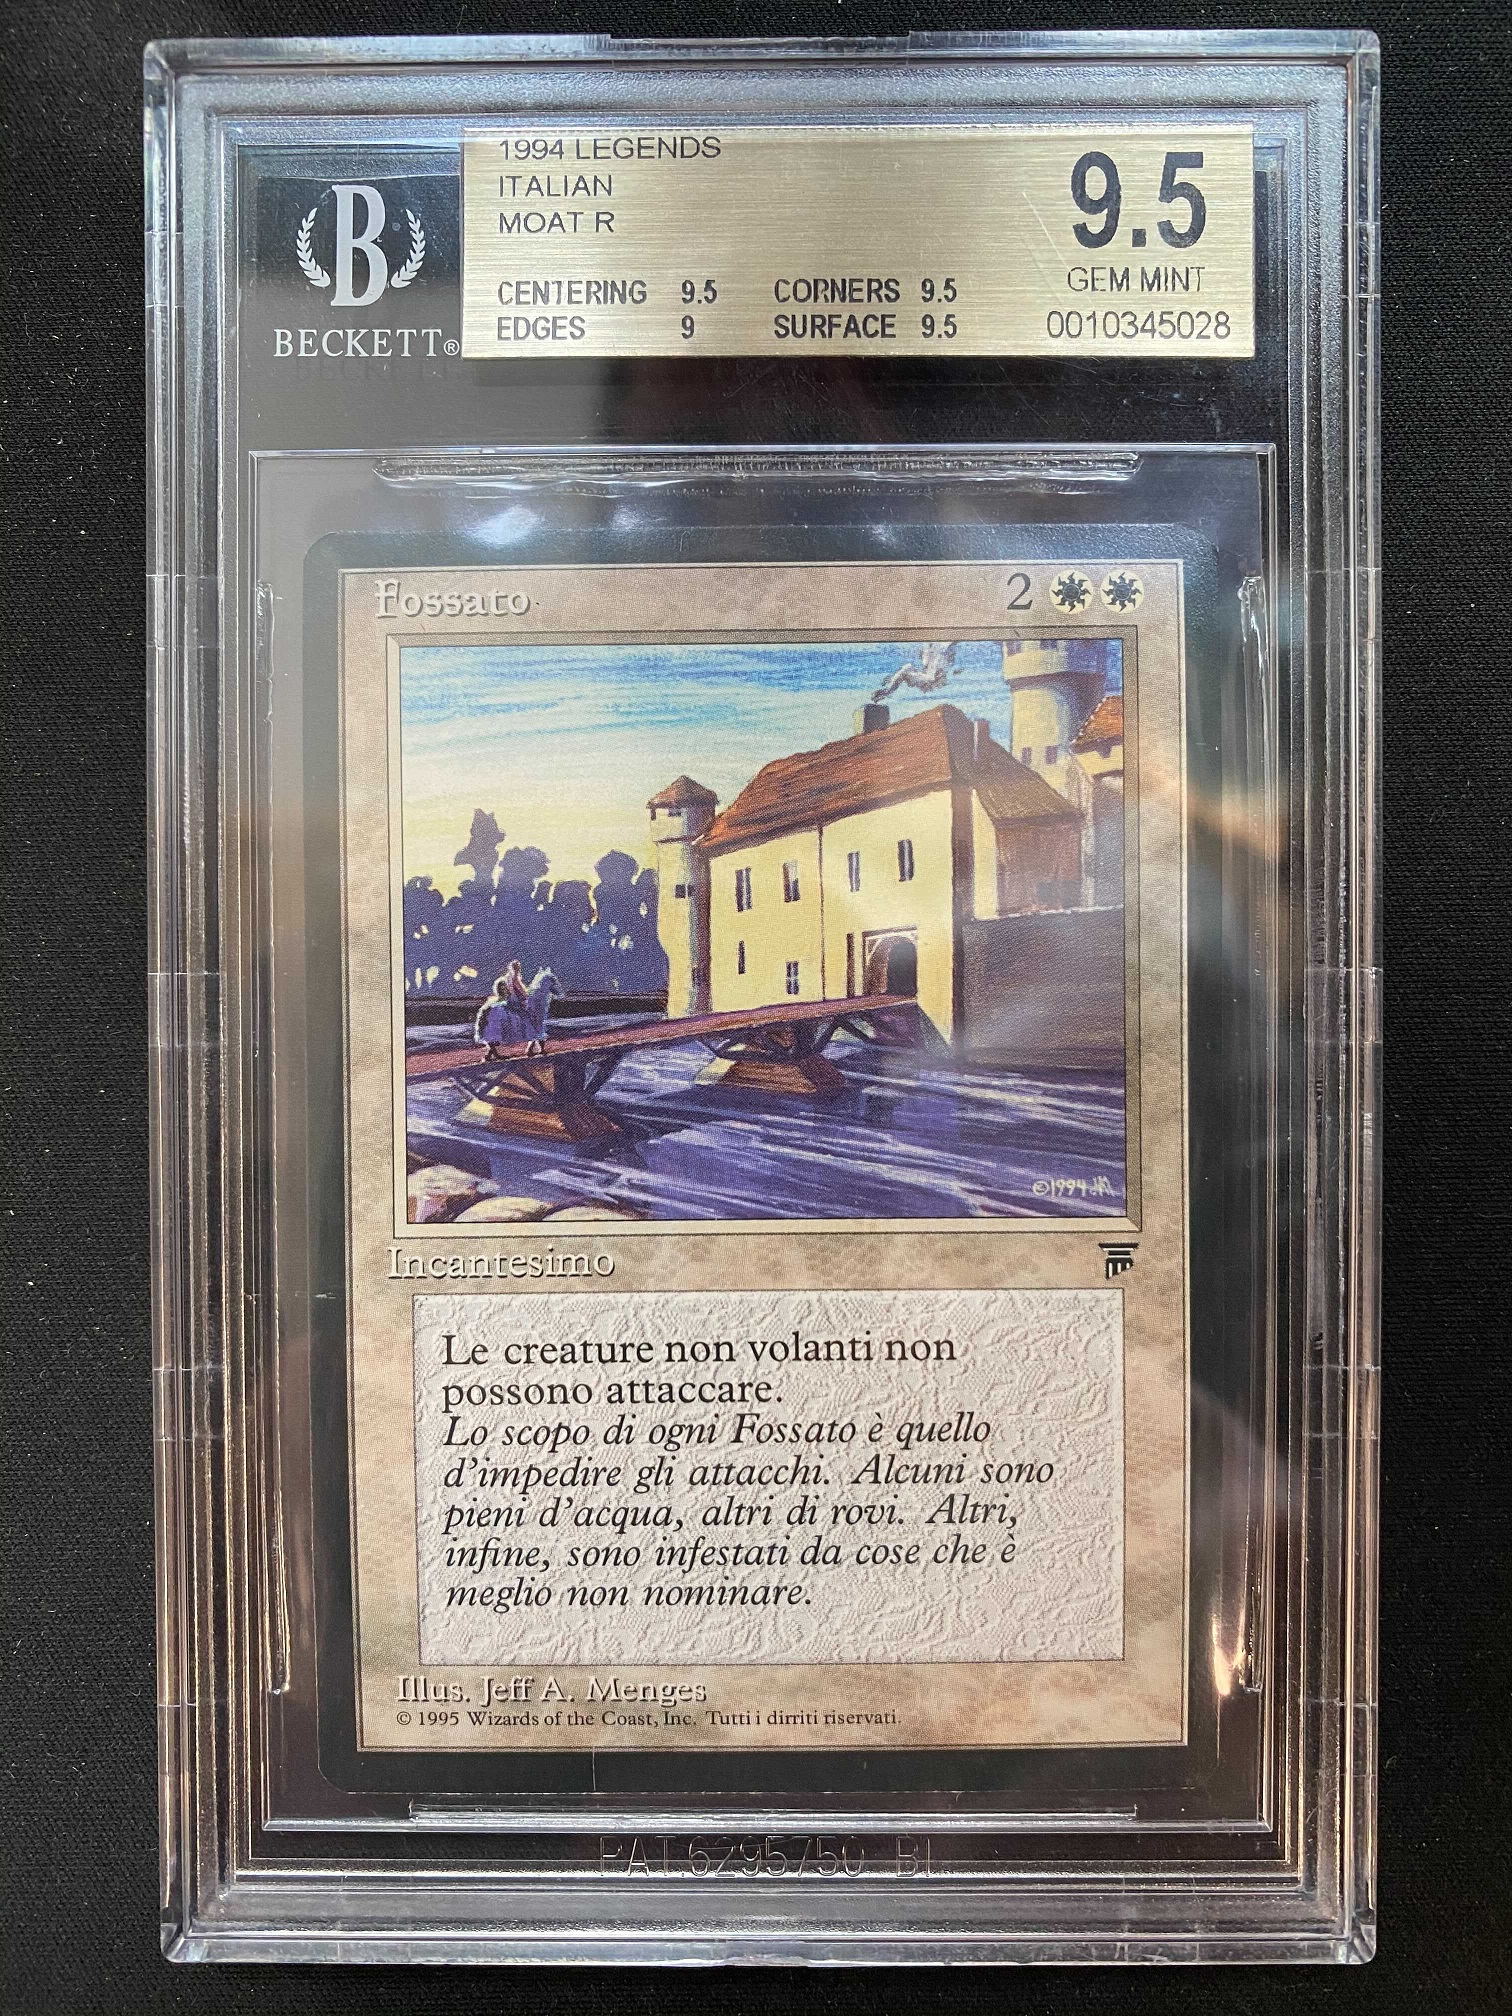 1994 LEGENDS
ITALIAN
MOAT R
9.5
GEM MINT
CENTERING 9.5 CORNERS 9.5
EDGES 9 SURFACE 9.5
0010345028
B
BECKETT®
Fossato
2
©1994 JAM
Incantesimo
Le creature non volanti non
possono attaccare.
Lo scopo di ogni Fossato è quello
d'impedire gli attacchi. Alcuni sono
pieni d'acqua, altri di rovi. Altri,
infine, sono infestati da cose che è
meglio non nominare.
Illus. Jeff A. Menges
© 1995 Wizards of the Coast, Inc. Tutti i dirriti riservati.
PAT.6295750 B1